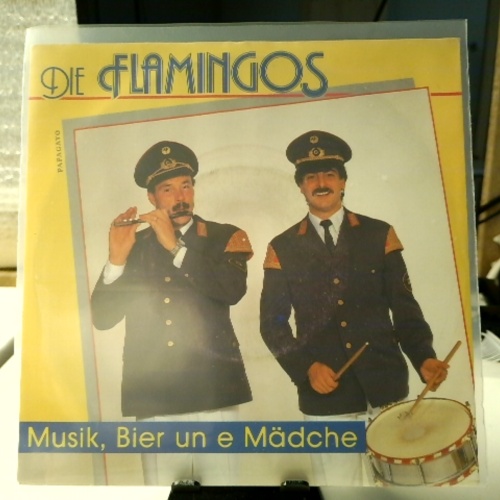 DIE FLAMINGOS
PAPAGAYO
Musik, Bier un e Mädche